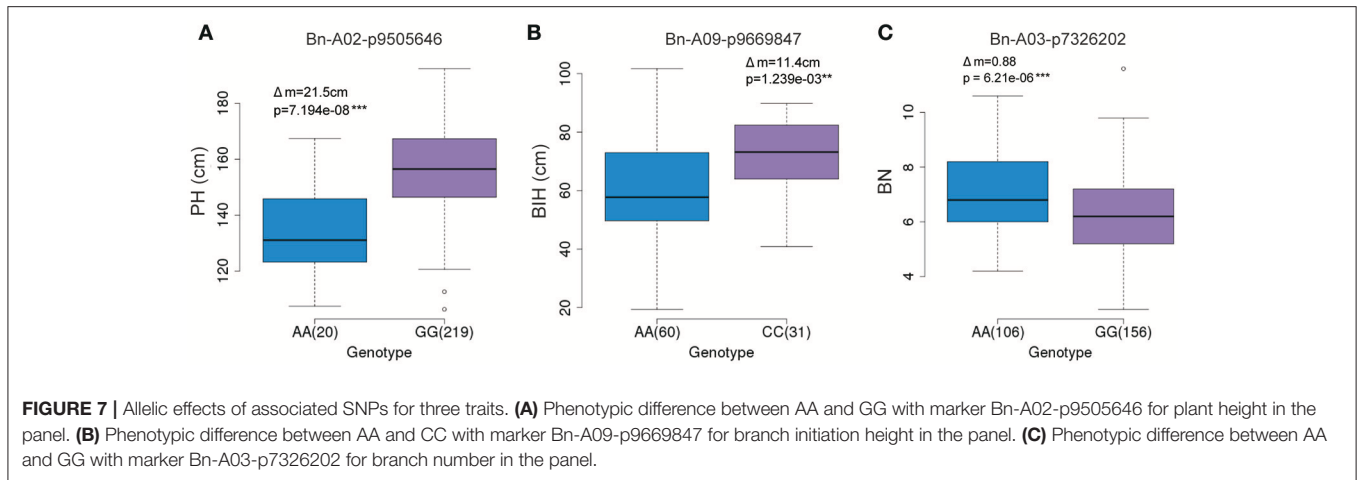 A
Bn-A02-p9505646
Δ m=21.5cm
p=7.194e-08 ***
PH (cm)
180
160
140
120
AA(20)
GG(219)
Genotype
B
Bn-A09-p9669847
Δ m=11.4cm
p=1.239e-03**
BIH (cm)
100
80
60
40
20
AA(60)
CC(31)
Genotype
C
Bn-A03-p7326202
Δ m=0.88
p = 6.21e-06 ***
BN
10
8
6
4
AA(106)
GG(156)
Genotype
FIGURE 7 | Allelic effects of associated SNPs for three traits. (A) Phenotypic difference between AA and GG with marker Bn-A02-p9505646 for plant height in the
panel. (B) Phenotypic difference between AA and CC with marker Bn-A09-p9669847 for branch initiation height in the panel. (C) Phenotypic difference between AA
and GG with marker Bn-A03-p7326202 for branch number in the panel.